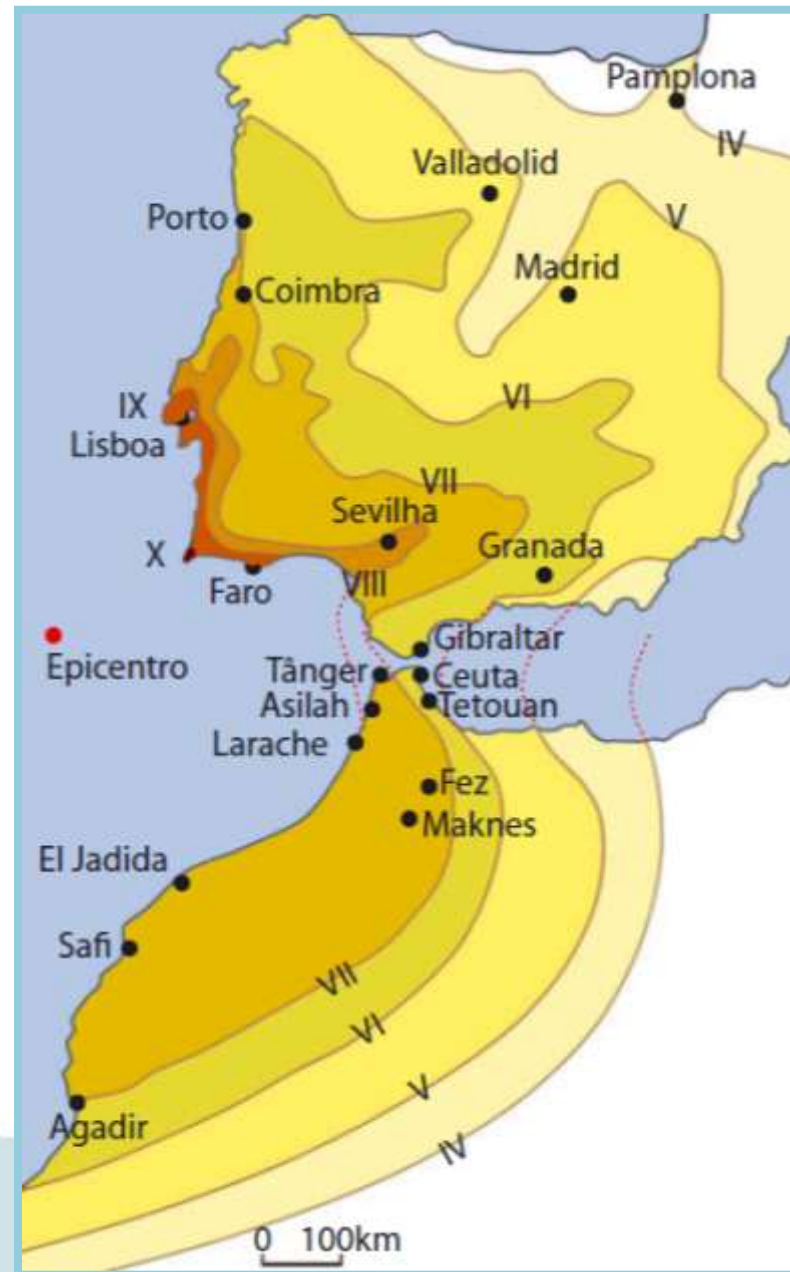 Pamplona
IV
Valladolid
V
Porto
Madrid
Coimbra
VI
IX
Lisboa
VII
Sevilha
X
Granada
Faro
VIII
Gibraltar
Epicentro
Tânger
Ceuta
Asilah
Tetouan
Larache
Fez
Maknes
El Jadida
Safi
VII
VI
V
Agadir
IV
0 100km